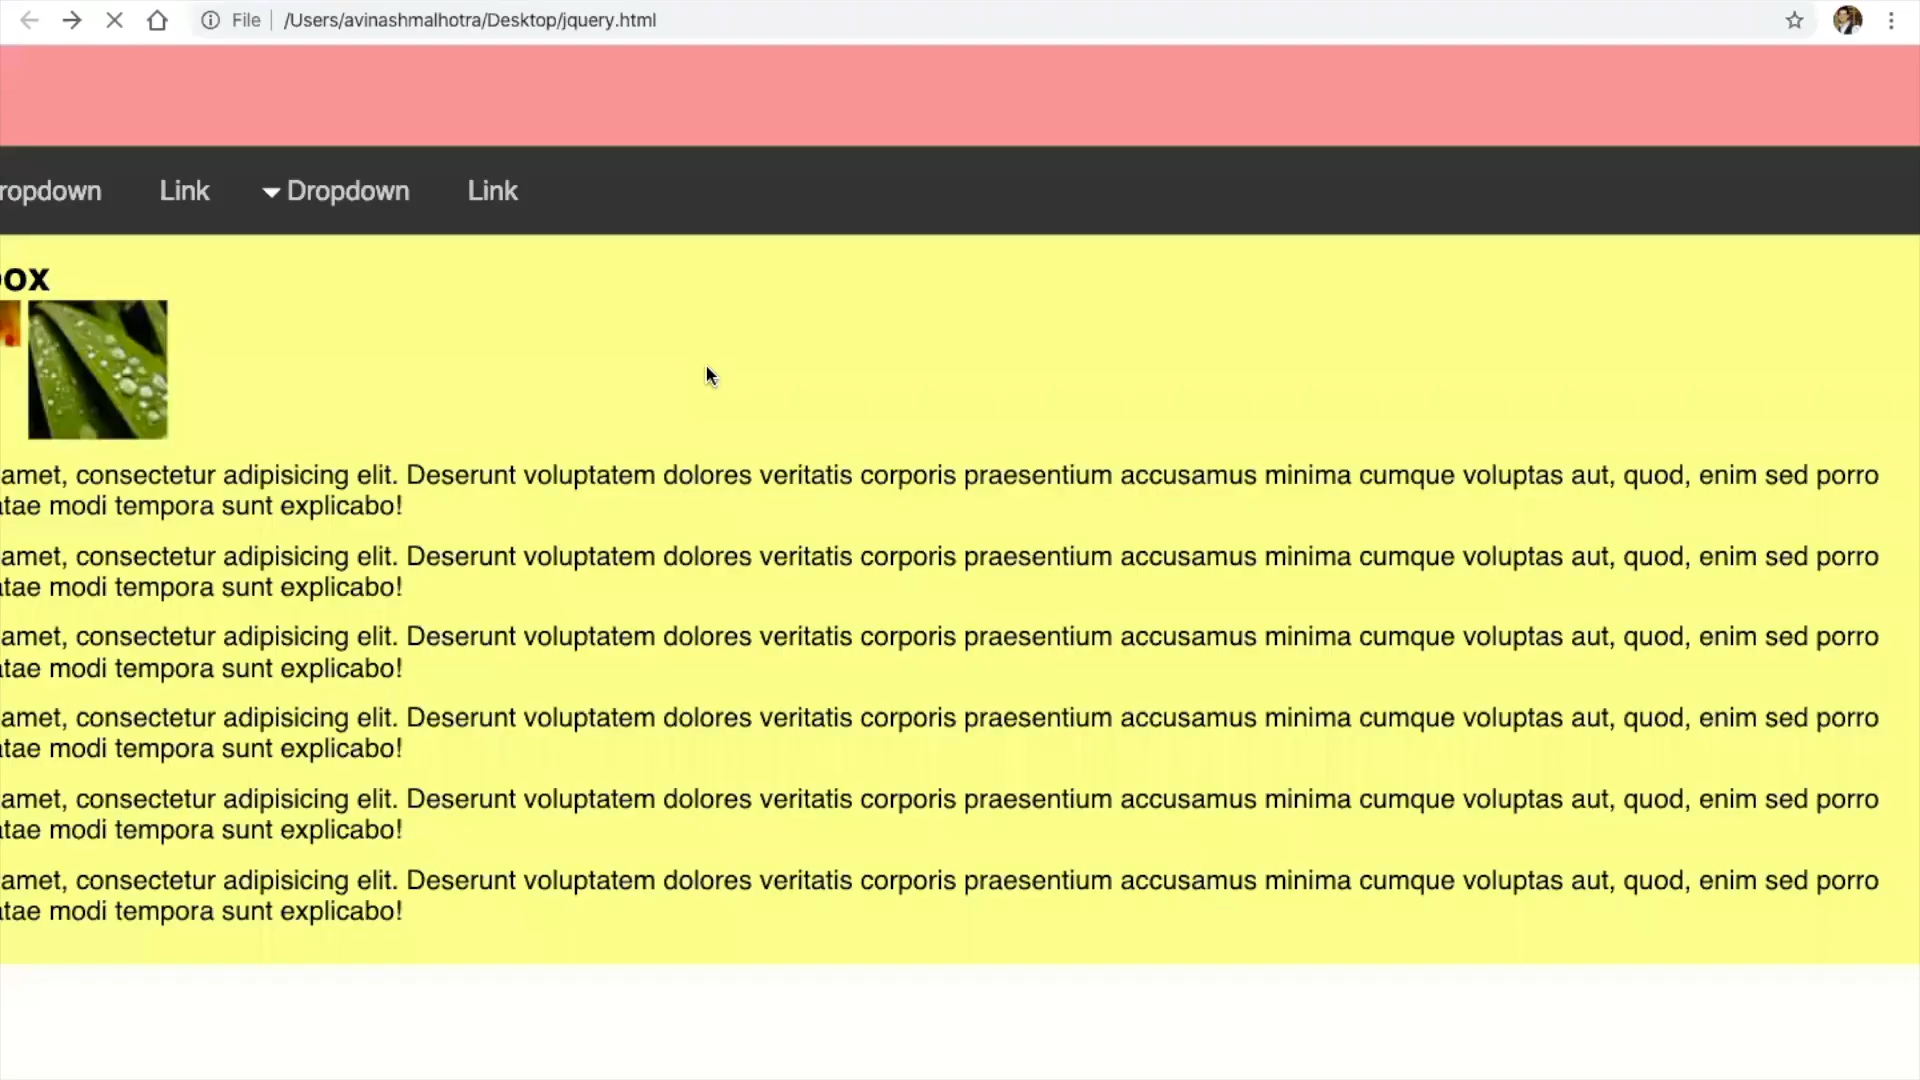 File /Users/avinashmalhotra/Desktop/jquery.html
ropdown Link Dropdown Link
ox
amet, consectetur adipisicing elit. Deserunt voluptatem dolores veritatis corporis praesentium accusamus minima cumque voluptas aut, quod, enim sed porro
tae modi tempora sunt explicabo!
amet, consectetur adipisicing elit. Deserunt voluptatem dolores veritatis corporis praesentium accusamus minima cumque voluptas aut, quod, enim sed porro
tae modi tempora sunt explicabo!
amet, consectetur adipisicing elit. Deserunt voluptatem dolores veritatis corporis praesentium accusamus minima cumque voluptas aut, quod, enim sed porro
tae modi tempora sunt explicabo!
amet, consectetur adipisicing elit. Deserunt voluptatem dolores veritatis corporis praesentium accusamus minima cumque voluptas aut, quod, enim sed porro
tae modi tempora sunt explicabo!
amet, consectetur adipisicing elit. Deserunt voluptatem dolores veritatis corporis praesentium accusamus minima cumque voluptas aut, quod, enim sed porro
tae modi tempora sunt explicabo!
amet, consectetur adipisicing elit. Deserunt voluptatem dolores veritatis corporis praesentium accusamus minima cumque voluptas aut, quod, enim sed porro
tae modi tempora sunt explicabo!